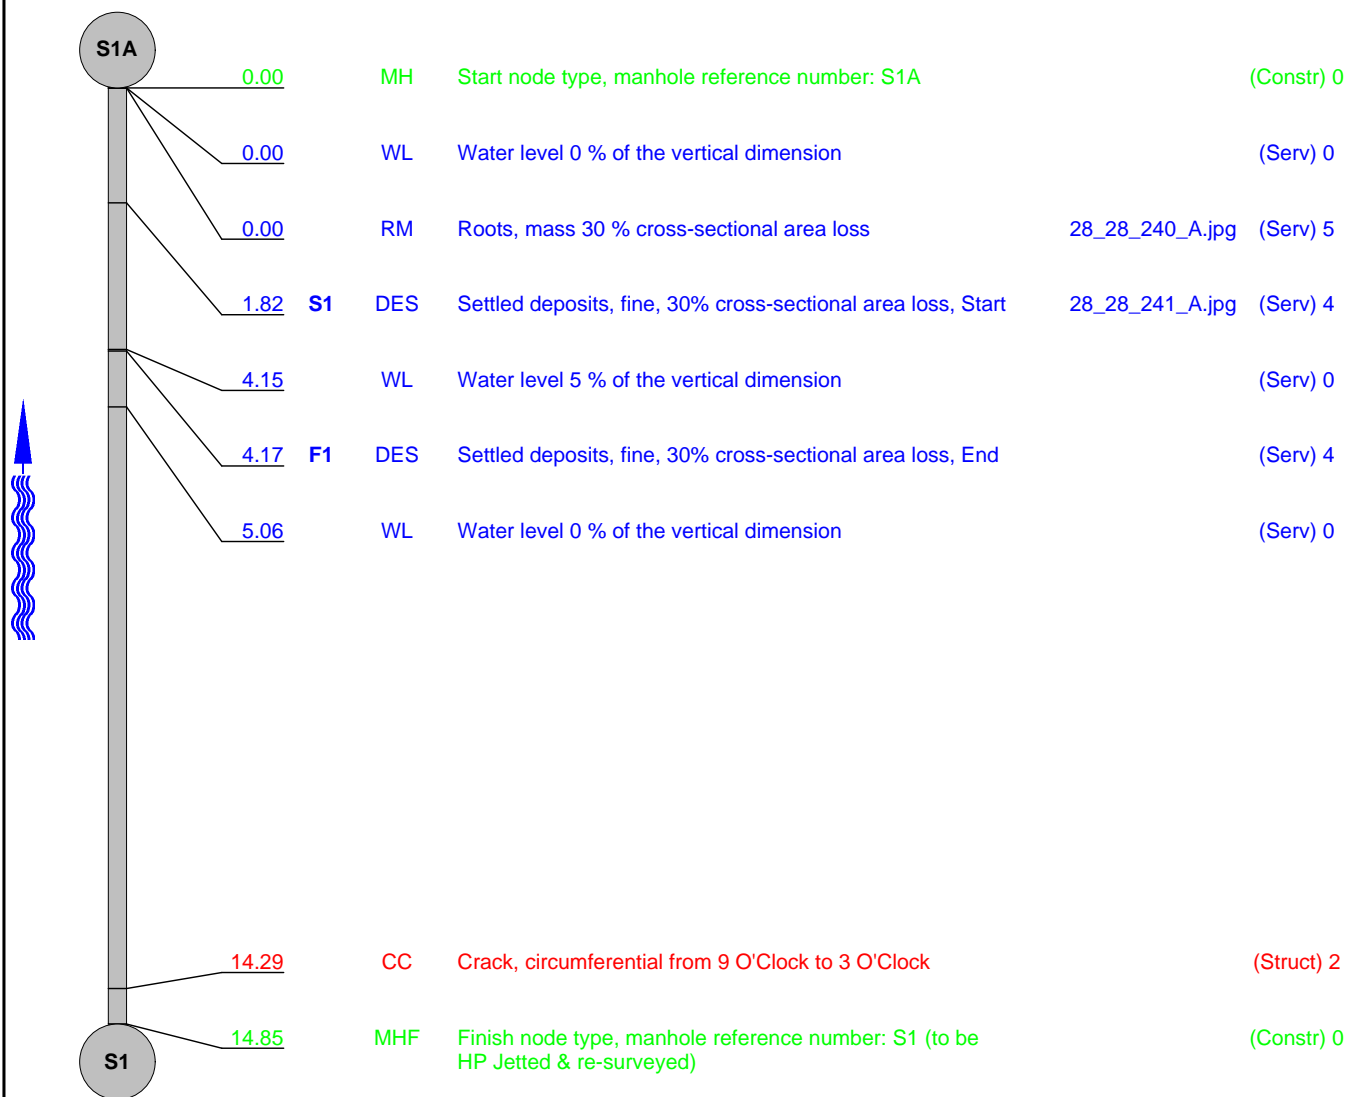 S1A
0.00 MH Start node type, manhole reference number: S1A (Constr) 0
0.00 WL Water level 0 % of the vertical dimension (Serv) 0
0.00 RM Roots, mass 30 % cross-sectional area loss 28_28_240_A.jpg (Serv) 5
1.82 S1 DES Settled deposits, fine, 30% cross-sectional area loss, Start 28_28_241_A.jpg (Serv) 4
4.15 WL Water level 5 % of the vertical dimension (Serv) 0
4.17 F1 DES Settled deposits, fine, 30% cross-sectional area loss, End (Serv) 4
5.06 WL Water level 0 % of the vertical dimension (Serv) 0
14.29 CC Crack, circumferential from 9 O'Clock to 3 O'Clock (Struct) 2
14.85 MHF Finish node type, manhole reference number: S1 (to be (Constr) 0
HP Jetted & re-surveyed)
S1